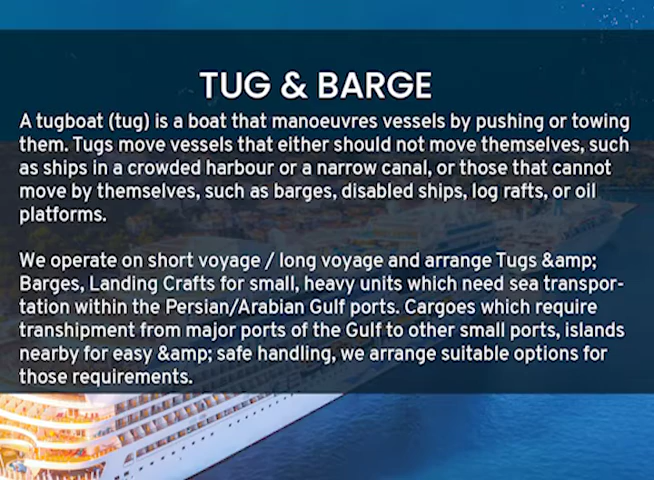 TUG & BARGE
A tugboat (tug) is a boat that manoeuvres vessels by pushing or towing
them. Tugs move vessels that either should not move themselves, such
as ships in a crowded harbour or a narrow canal, or those that cannot
move by themselves, such as barges, disabled ships, log rafts, or oil
platforms.
We operate on short voyage / long voyage and arrange Tugs &amp;
Barges, Landing Crafts for small, heavy units which need sea transpor-
tation within the Persian/Arabian Gulf ports. Cargoes which require
transhipment from major ports of the Gulf to other small ports, islands
nearby for easy &amp; safe handling, we arrange suitable options for
those requirements.